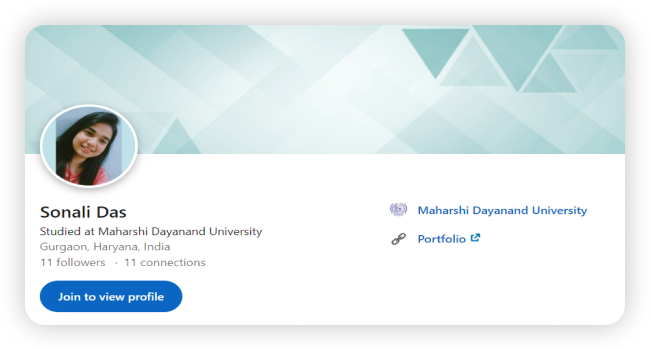 Sonali Das
Studied at Maharshi Dayanand University
Gurgaon, Haryana, India
11 followers · 11 connections
Join to view profile
Maharshi Dayanand University
Portfolio